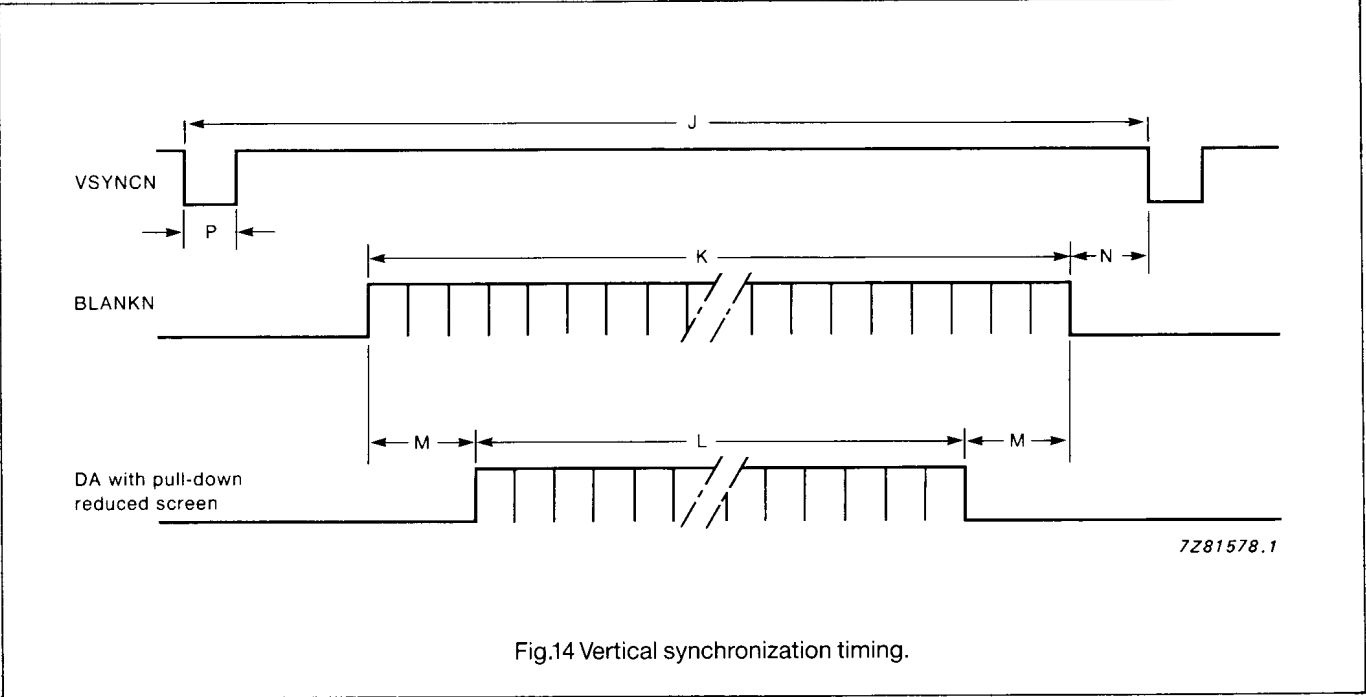 J
VSYNCN
P
K
N
BLANKN
M
L
M
DA with pull-down
reduced screen
7Z81578.1
Fig.14 Vertical synchronization timing.